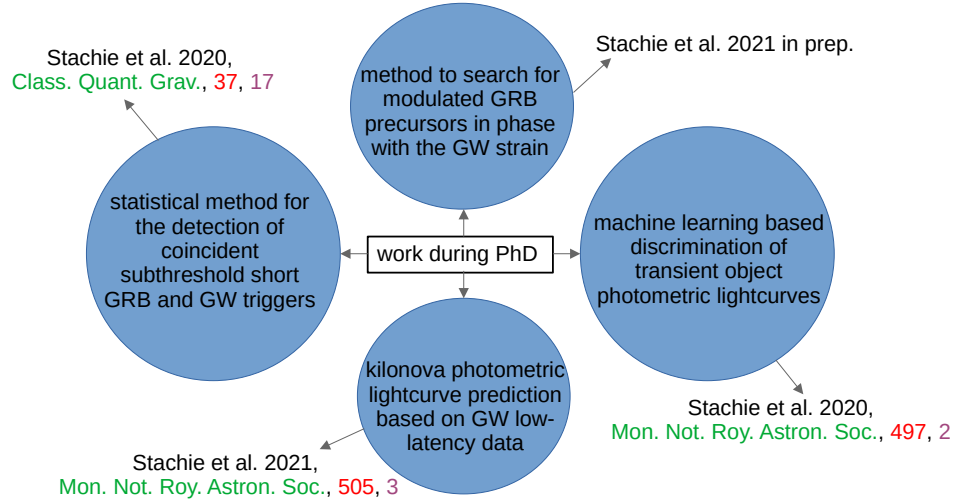 Stachie et al. 2020,
Class. Quant. Grav., 37, 17
method to search for
modulated GRB
precursors in phase
with the GW strain
Stachie et al. 2021 in prep.
statistical method for
the detection of
coincident
subthreshold short
GRB and GW triggers
work during PhD
machine learning based
discrimination of
transient object
photometric lightcurves
kilonova photometric
lightcurve prediction
based on GW low-
latency data
Stachie et al. 2021,
Mon. Not. Roy. Astron. Soc., 505, 3
Stachie et al. 2020,
Mon. Not. Roy. Astron. Soc., 497, 2